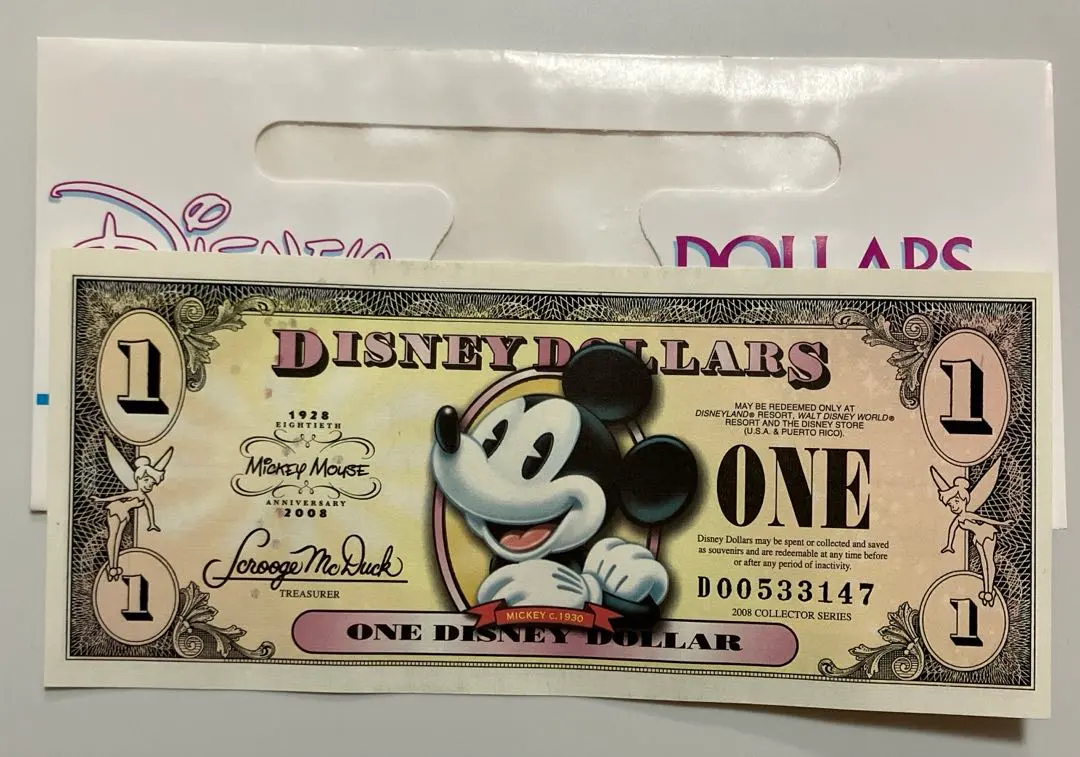 DISNEY
DOLLARS
DISNEY DOLLARS
1
1
1928
EIGHTIETH
MICKEY MOUSE
ANNIVERSARY
2008
Scrooge McDuck
TREASURER
MAY BE REDEEMED ONLY AT
DISNEYLAND® RESORT, WALT DISNEY WORLD®
RESORT AND THE DISNEY STORE
(U.S.A. & PUERTO RICO).
ONE
Disney Dollars may be spent or collected and saved
as souvenirs and are redeemable at any time before
or after any period of inactivity.
D00533147
2008 COLLECTOR SERIES
MICKEY c.1930
ONE DISNEY DOLLAR
1
1